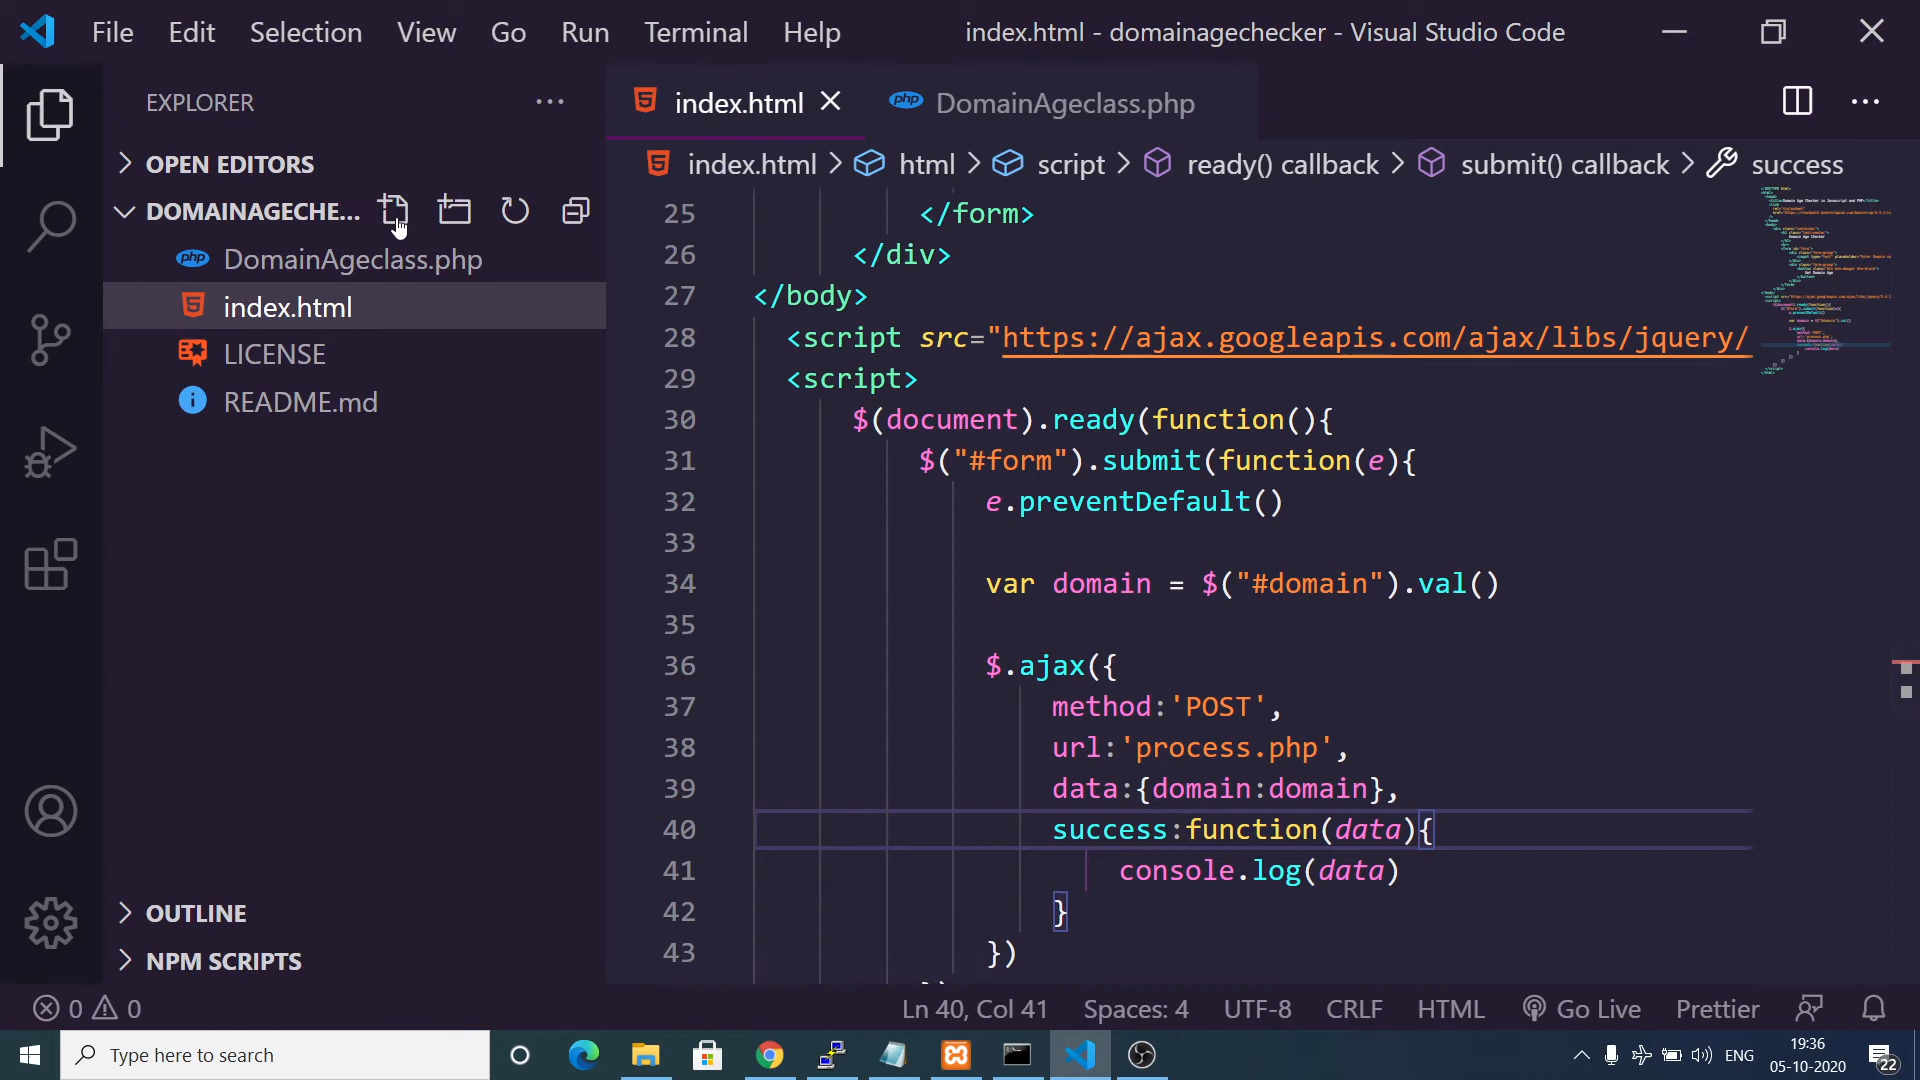 File Edit Selection View Go Run Terminal Help index.html - domainagechecker - Visual Studio Code
EXPLORER
OPEN EDITORS
DOMAINAGECHE...
DomainAgeclass.php
index.html
LICENSE
README.md
OUTLINE
NPM SCRIPTS
index.html DomainAgeclass.php
index.html > html > script > ready() callback > submit() callback > success
25 </form>
26 </div>
27 </body>
28 <script src="https://ajax.googleapis.com/ajax/libs/jquery/
29 <script>
30 $(document).ready(function(){
31 $("#form").submit(function(e){
32 e.preventDefault()
33
34 var domain = $("#domain").val()
35
36 $.ajax({
37 method:'POST',
38 url:'process.php',
39 data:{domain:domain},
40 success:function(data){
41 console.log(data)
42 }
43 })
0 0 Ln 40, Col 41 Spaces: 4 UTF-8 CRLF HTML Go Live Prettier
Type here to search
ENG
19:36
05-10-2020
22